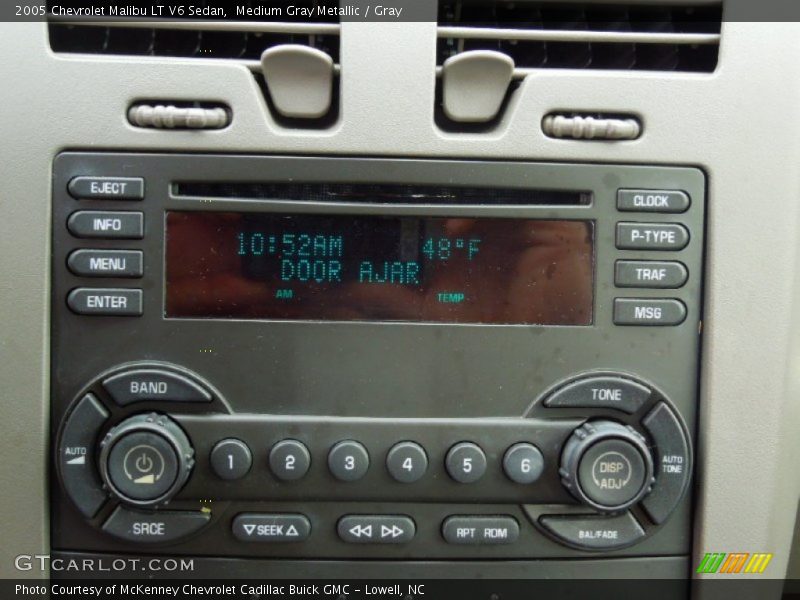 2005 Chevrolet Malibu LT V6 Sedan,  Medium Gray Metallic / Gray
EJECT
INFO
MENU
ENTER
10:52AM 48°F
DOOR AJAR
AM TEMP
CLOCK
P-TYPE
TRAF
MSG
BAND
TONE
AUTO
1 2 3 4 5 6
DISP
ADJ
AUTO
TONE
SRCE
SEEK
RPT RDM
BAL/FADE
GTCARLOT.COM
Photo Courtesy of McKenney Chevrolet Cadillac Buick GMC - Lowell, NC